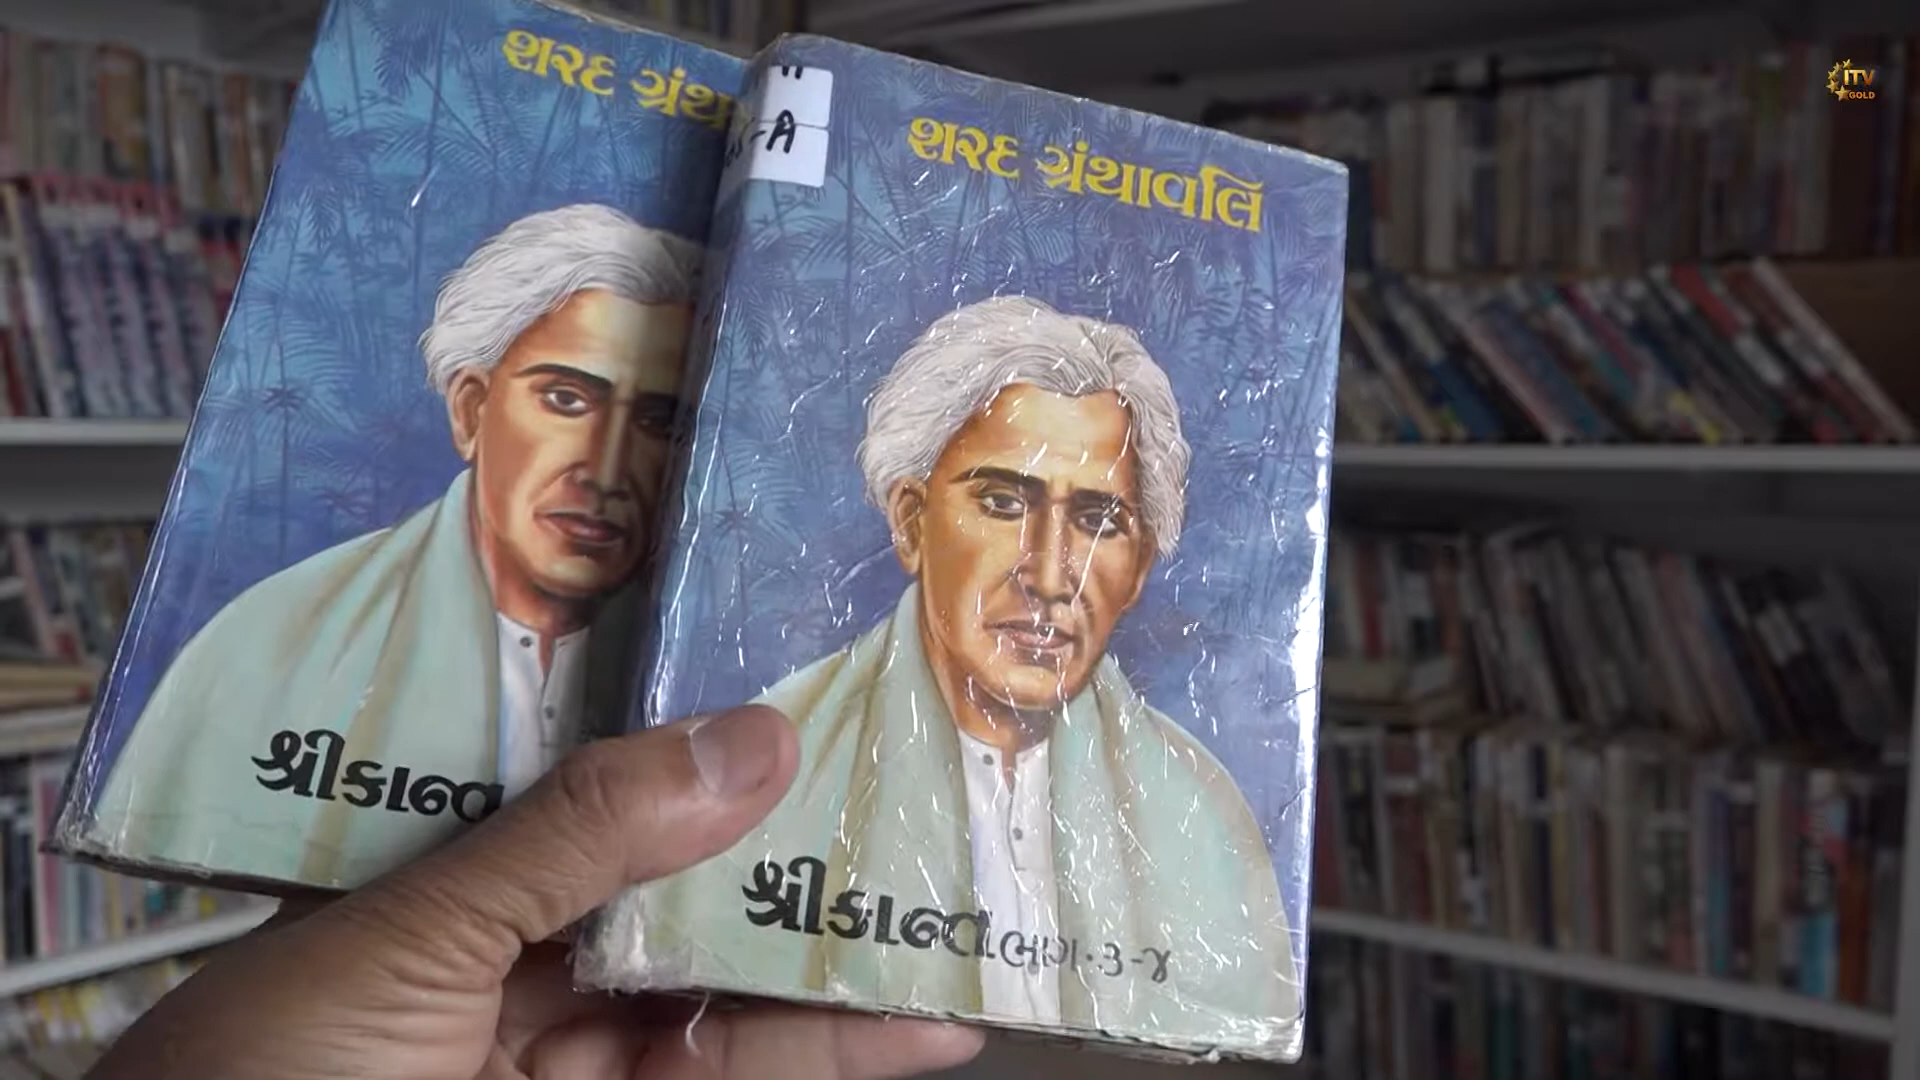 શરદ ગ્રંથા
શરદ ગ્રંથાવલિ
-A
શ્રીકાન્ત
શ્રીકાન્ત ભાગ.૩-૪
ITV
GOLD